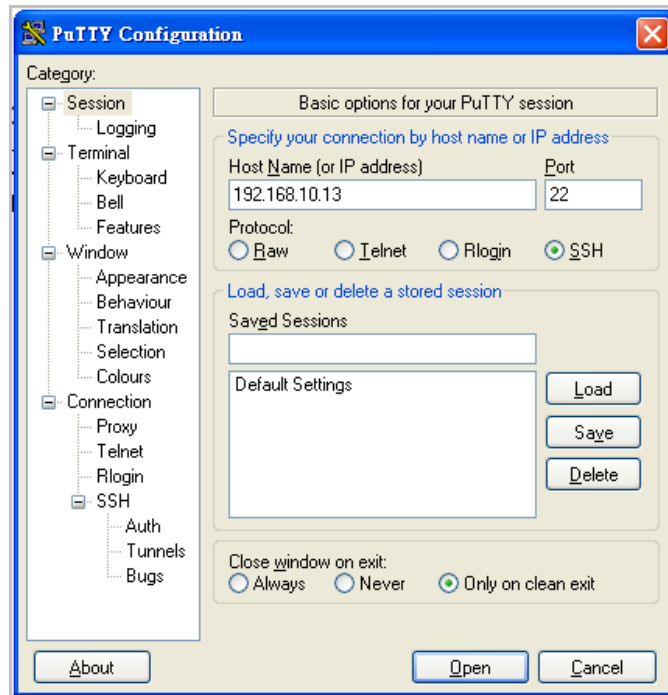 PuTTY Configuration
Category:
Session
Logging
Terminal
Keyboard
Bell
Features
Window
Appearance
Behaviour
Translation
Selection
Colours
Connection
Proxy
Telnet
Rlogin
SSH
Auth
Tunnels
Bugs
Basic options for your PuTTY session
Specify your connection by host name or IP address
Host Name (or IP address) Port
192.168.10.13 22
Protocol:
Raw Telnet Rlogin SSH
Load, save or delete a stored session
Saved Sessions
Default Settings
Load
Save
Delete
Close window on exit:
Always Never Only on clean exit
About Open Cancel